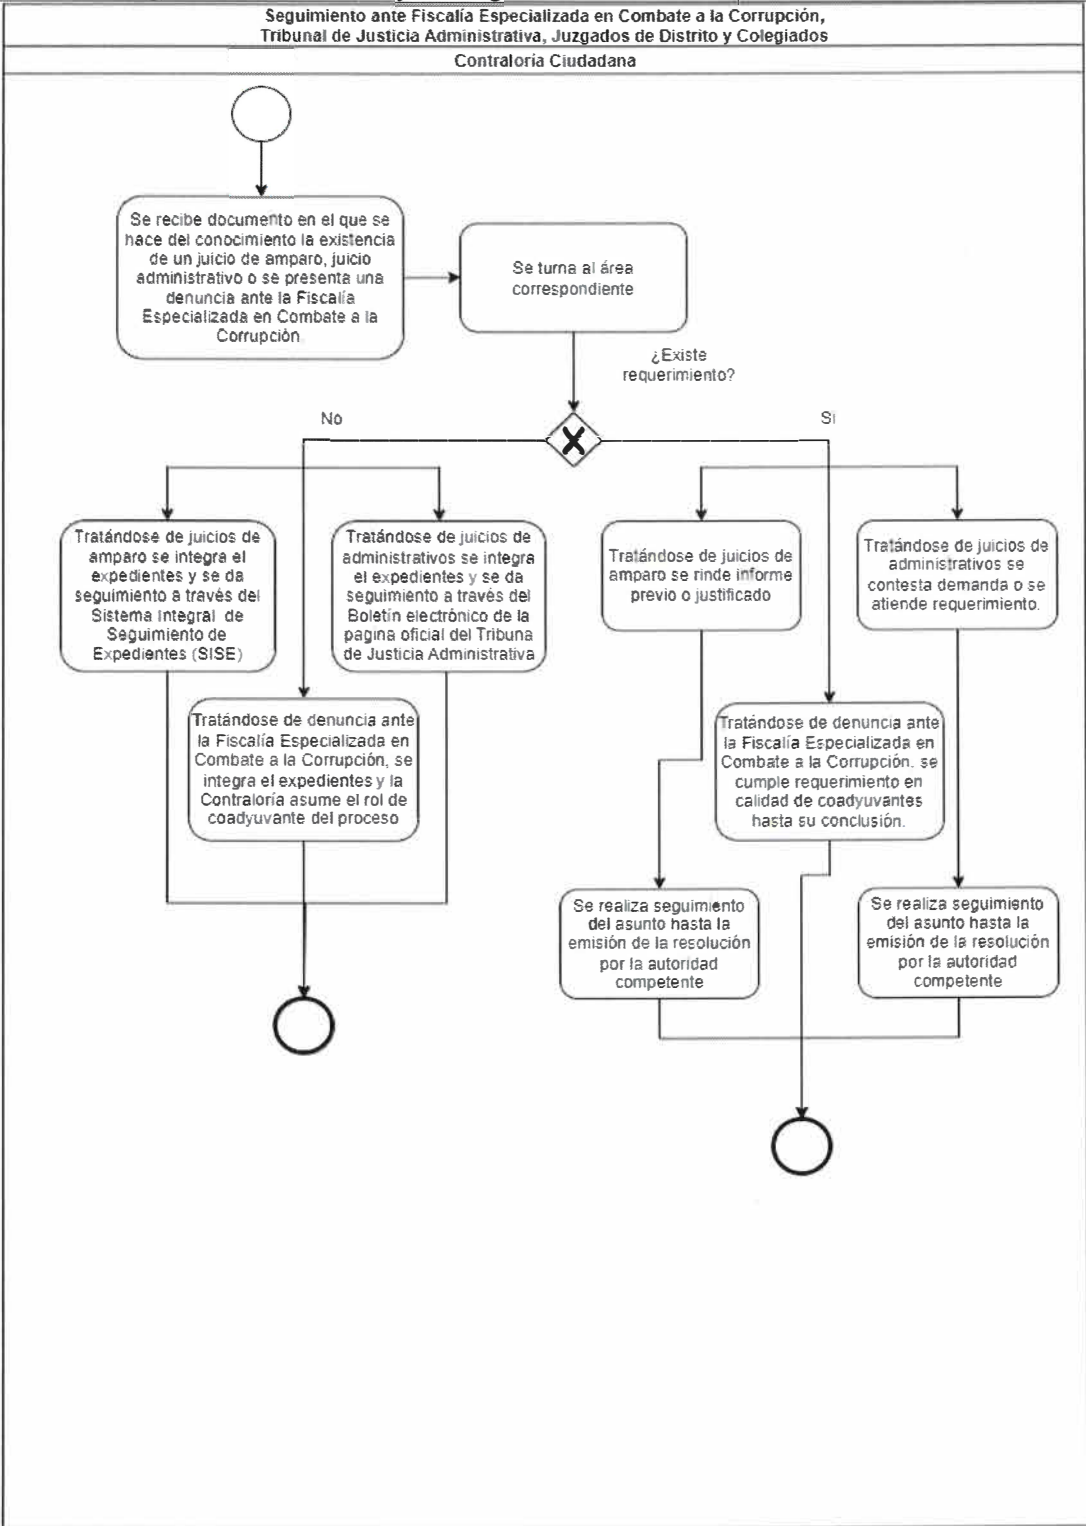 Seguimiento ante Fiscalía Especializada en Combate a la Corrupción,
Tribunal de Justicia Administrativa, Juzgados de Distrito y Colegiados
Contraloría Ciudadana
Se recibe documento en el que se
hace del conocimiento la existencia
de un juicio de amparo, juicio
administrativo o se presenta una
denuncia ante la Fiscalía
Especializada en Combate a la
Corrupción
Se turna al área
correspondiente
¿Existe
requerimiento?
No
Si
Tratándose de juicios de
amparo se integra el
expedientes y se da
seguimiento a través del
Sistema Integral de
Seguimiento de
Expedientes (SISE)
Tratándose de juicios de
administrativos se integra
el expedientes y se da
seguimiento a través del
Boletín electrónico de la
pagina oficial del Tribuna
de Justicia Administrativa
Tratándose de juicios de
amparo se rinde informe
previo o justificado
Tratándose de juicios de
administrativos se
contesta demanda o se
atiende requerimiento.
Tratándose de denuncia ante
la Fiscalía Especializada en
Combate a la Corrupción, se
integra el expedientes y la
Contraloría asume el rol de
coadyuvante del proceso
Tratándose de denuncia ante
la Fiscalía Especializada en
Combate a la Corrupción. se
cumple requerimiento en
calidad de coadyuvantes
hasta su conclusión.
Se realiza seguimiento
del asunto hasta la
emisión de la resolución
por la autoridad
competente
Se realiza seguimiento
del asunto hasta la
emisión de la resolución
por la autoridad
competente